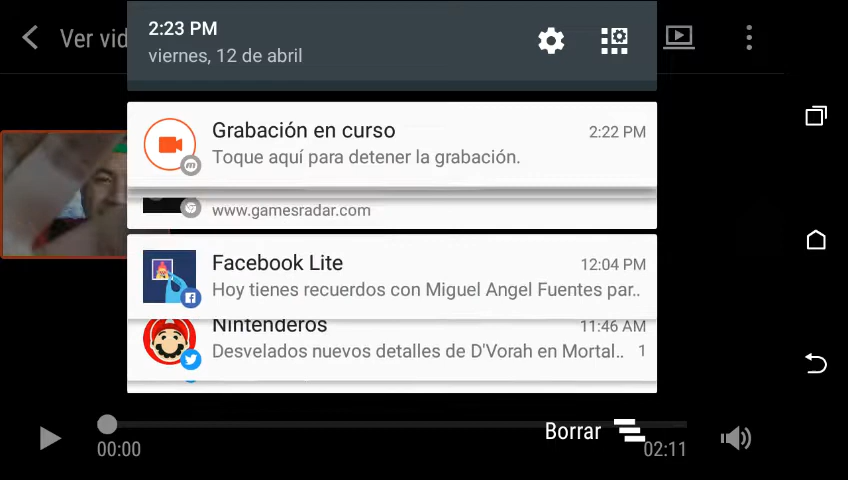 2:23 PM
viernes, 12 de abril
Ver vid
Grabación en curso
2:22 PM
Toque aquí para detener la grabación.
www.gamesradar.com
Facebook Lite
12:04 PM
Hoy tienes recuerdos con Miguel Angel Fuentes par..
Nintenderos
11:46 AM
Desvelados nuevos detalles de D'Vorah en Mortal..
1
Borrar
00:00
02:11